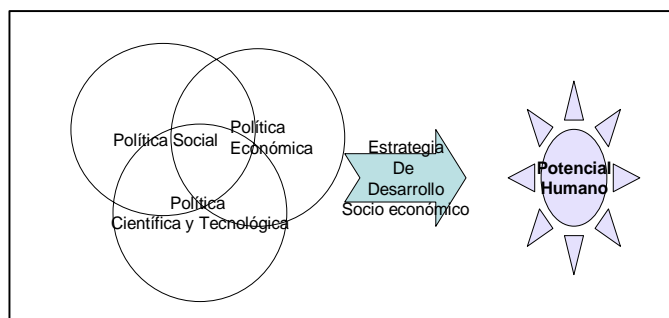 Política Social
Política
Económica
Política
Científica y Tecnológica
Estrategia
De
Desarrollo
Socio económico
Potencial
Humano